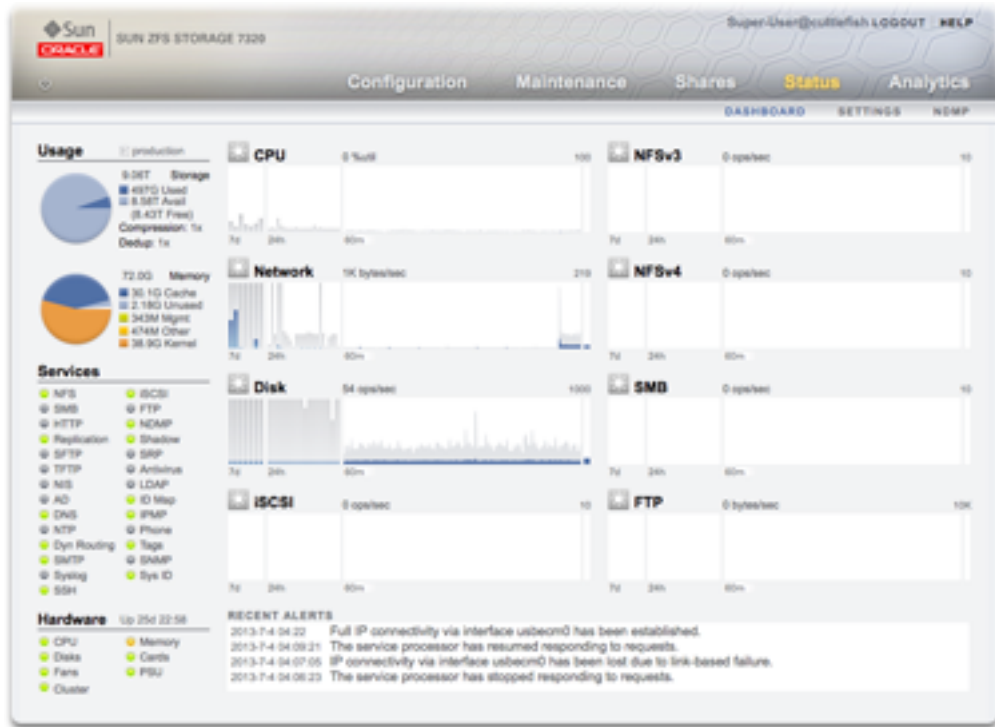 Sun
ORACLE
SUN ZFS STORAGE 7320
Super-User@cuttlefish LOGOUT HELP
Configuration Maintenance Shares Status Analytics
DASHBOARD SETTINGS NDMP
Usage production
9.06T Storage
497G Used
8.58T Avail
(8.43T Free)
Compression: 1x
Dedup: 1x
72.0G Memory
30.1G Cache
2.18G Unused
343M Mgmt
474M Other
38.9G Kernel
Services
NFS iSCSI
SMB FTP
HTTP NDMP
Replication Shadow
SFTP SRP
TFTP Antivirus
NIS LDAP
AD ID Map
DNS IPMP
NTP Phone
Dyn Routing Tags
SMTP SNMP
Syslog Sys ID
SSH
Hardware Up 25d 22:58
CPU Memory
Disks Cards
Fans PSU
Cluster
CPU 0 %util 100
7d 24h 60m
NFSv3 0 ops/sec 10
7d 24h 60m
Network 1K bytes/sec
7d 24h 60m
NFSv4 0 ops/sec 10
7d 24h 60m
Disk 54 ops/sec 1000
7d 24h 60m
SMB 0 ops/sec 10
7d 24h 60m
iSCSI 0 ops/sec 10
7d 24h 60m
FTP 0 bytes/sec 10K
7d 24h 60m
RECENT ALERTS
2013-7-4 04:22 Full IP connectivity via interface usbecm0 has been established.
2013-7-4 04:09:21 The service processor has resumed responding to requests.
2013-7-4 04:07:05 IP connectivity via interface usbecm0 has been lost due to link-based failure.
2013-7-4 04:06:23 The service processor has stopped responding to requests.